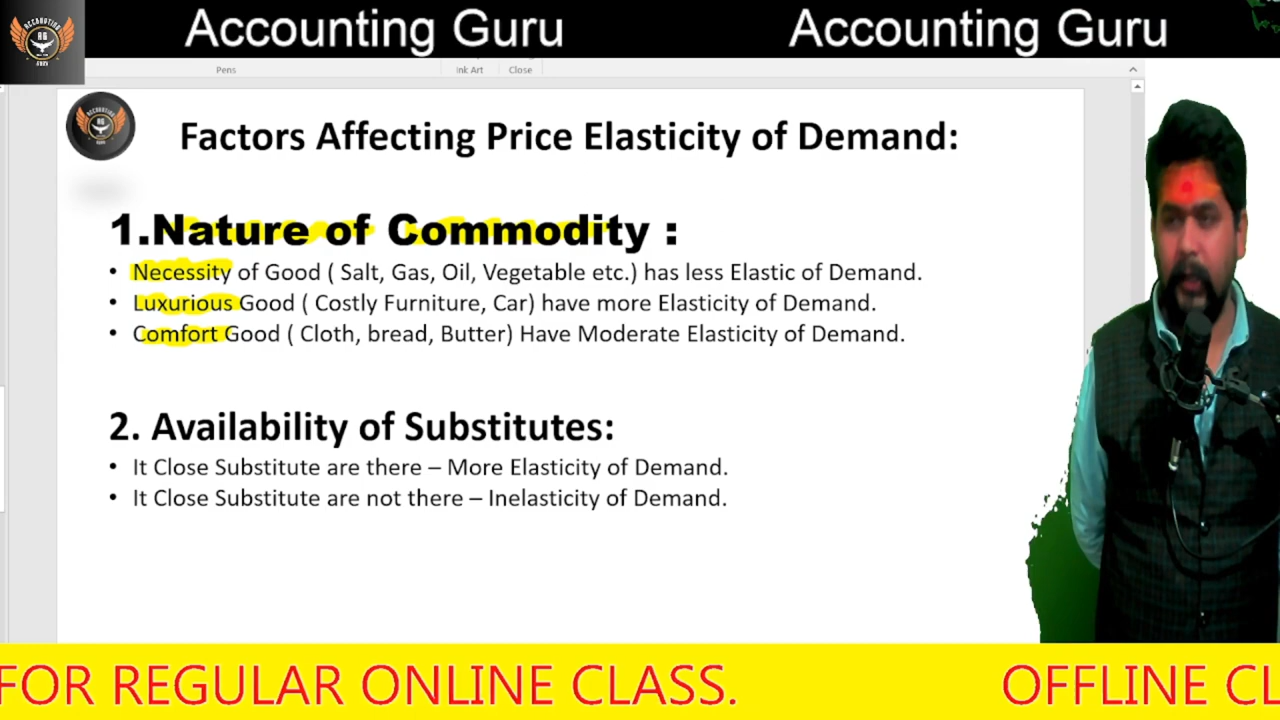 Accounting Guru Accounting Guru
Pens Ink Art Close
Factors Affecting Price Elasticity of Demand:
1.Nature of Commodity :
• Necessity of Good ( Salt, Gas, Oil, Vegetable etc.) has less Elastic of Demand.
• Luxurious Good ( Costly Furniture, Car) have more Elasticity of Demand.
• Comfort Good ( Cloth, bread, Butter) Have Moderate Elasticity of Demand.
2. Availability of Substitutes:
• It Close Substitute are there – More Elasticity of Demand.
• It Close Substitute are not there – Inelasticity of Demand.
FOR REGULAR ONLINE CLASS. OFFLINE CL